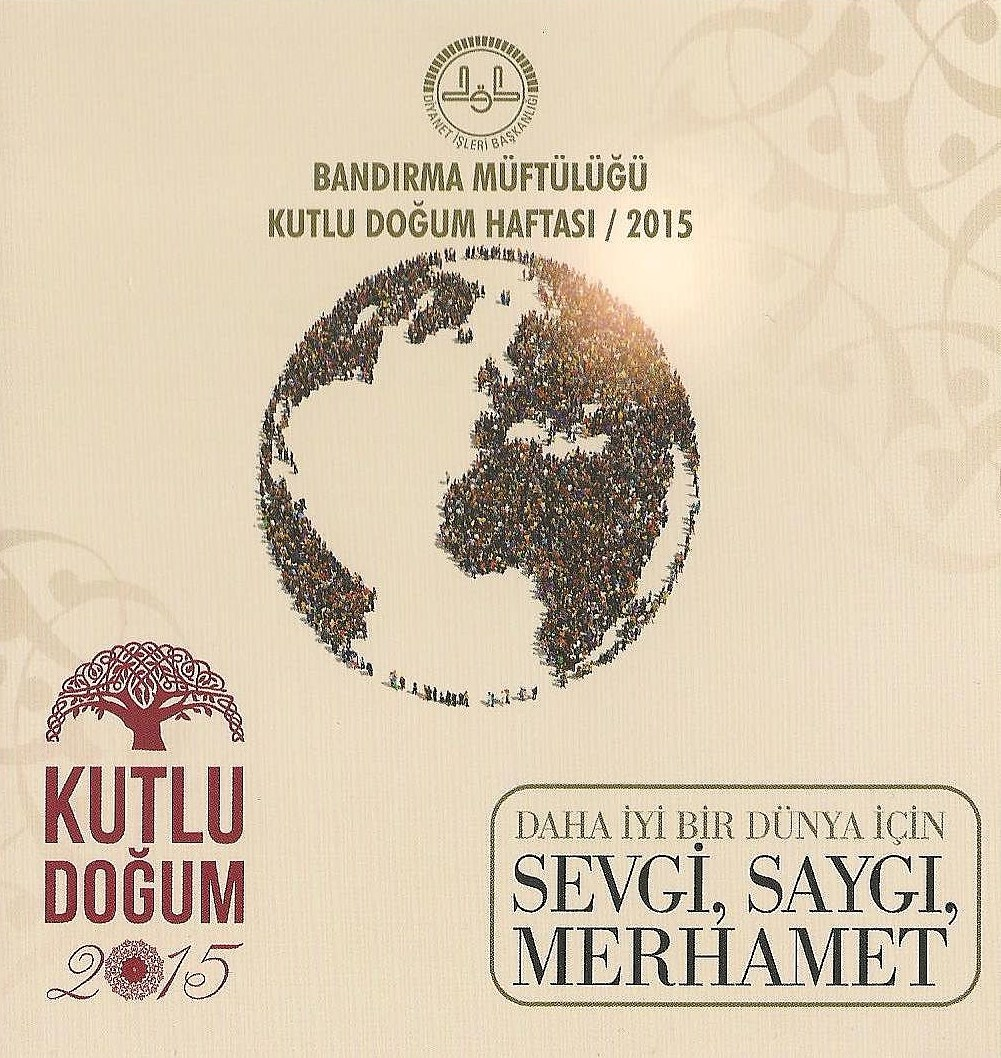 DİYANET İŞLERİ BAŞKANLIĞI
BANDIRMA MÜFTÜLÜĞÜ
KUTLU DOĞUM HAFTASI / 2015
KUTLU
DOĞUM
2015
DAHA İYİ BİR DÜNYA İÇİN
SEVGİ, SAYGI,
MERHAMET